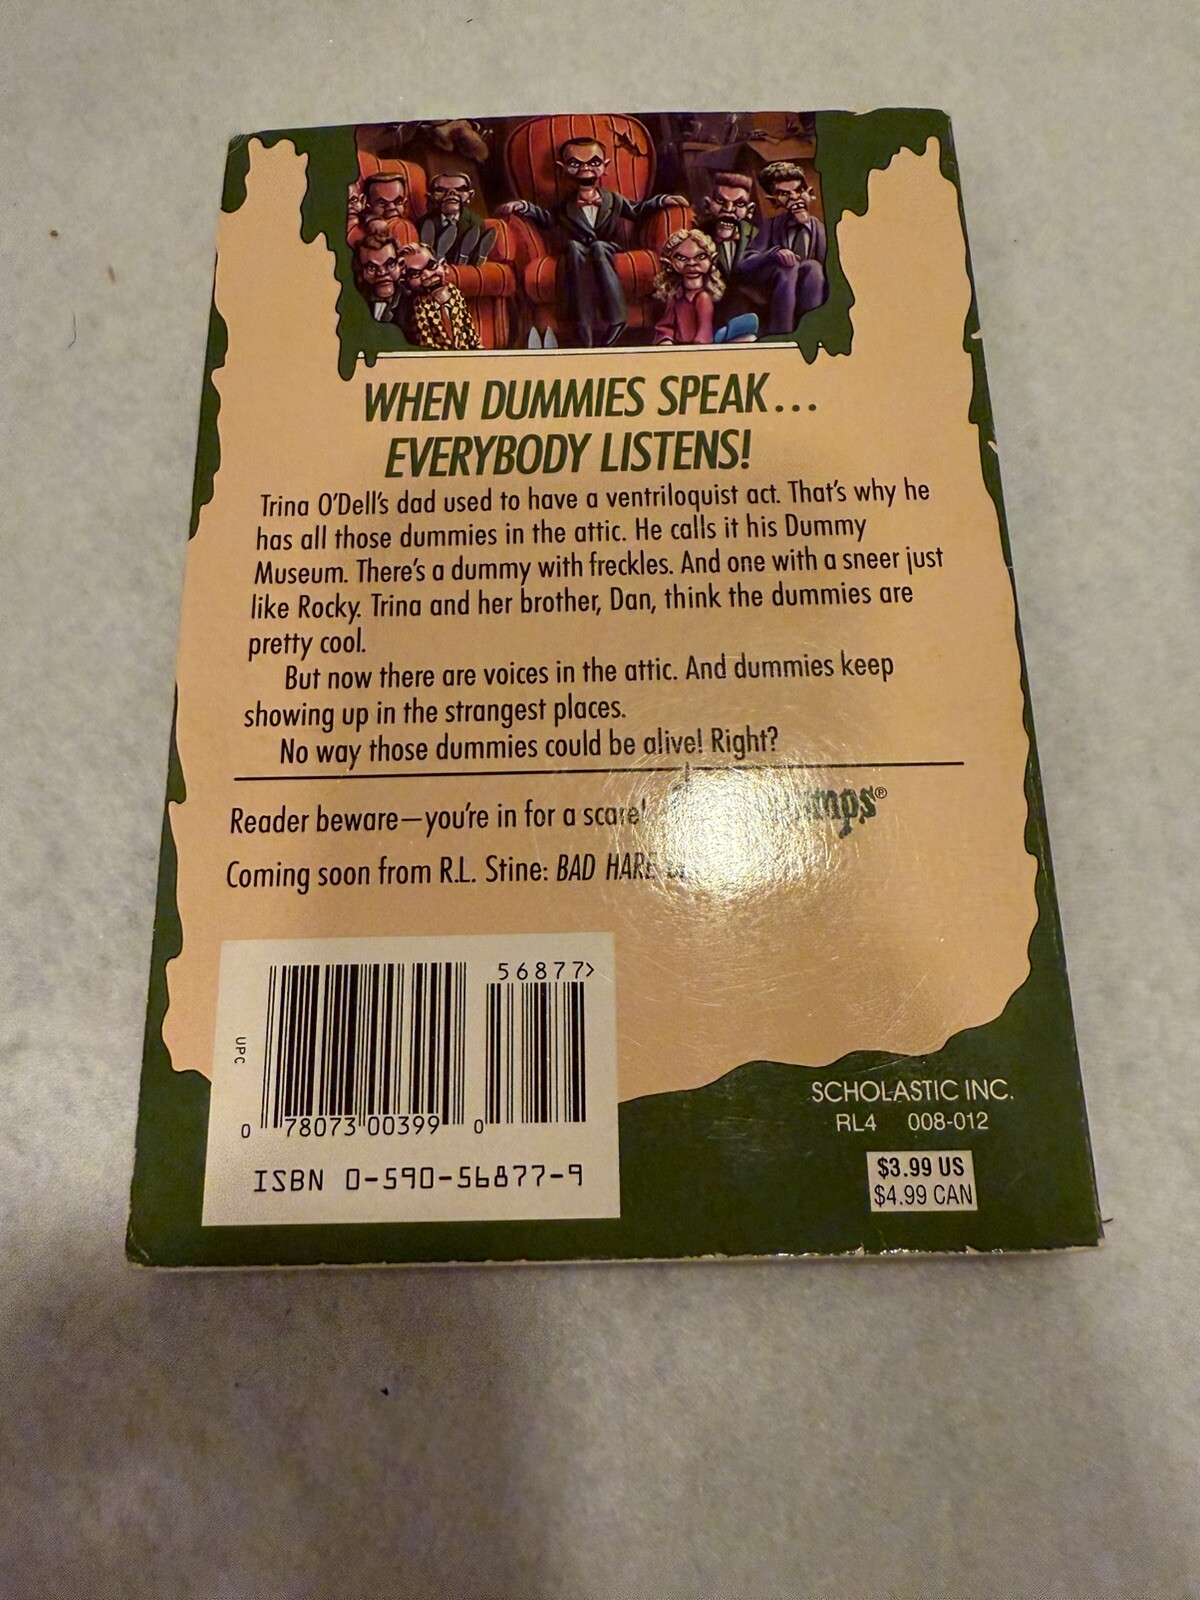 WHEN DUMMIES SPEAK...
EVERYBODY LISTENS!
Trina O'Dell's dad used to have a ventriloquist act. That's why he
has all those dummies in the attic. He calls it his Dummy
Museum. There's a dummy with freckles. And one with a sneer just
like Rocky. Trina and her brother, Dan, think the dummies are
pretty cool.
But now there are voices in the attic. And dummies keep
showing up in the strangest places.
No way those dummies could be alive! Right?
Reader beware—you're in for a scare!
Coming soon from R.L. Stine: BAD HARE
56877>
UPC
0 78073 00399 0
ISBN 0-590-56877-9
SCHOLASTIC INC.
RL4 008-012
$3.99 US
$4.99 CAN